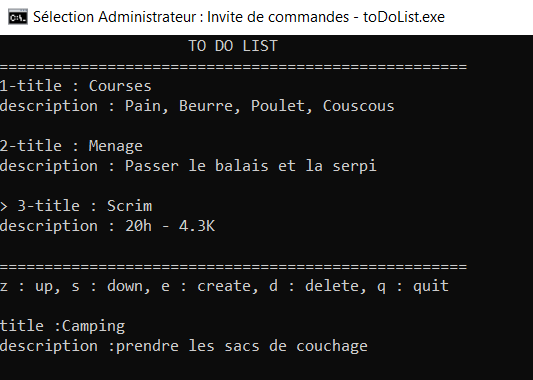 Sélection Administrateur : Invite de commandes - toDoList.exe
TO DO LIST
====================================================
1-title : Courses
description : Pain, Beurre, Poulet, Couscous
2-title : Menage
description : Passer le balais et la serpi
> 3-title : Scrim
description : 20h - 4.3K
====================================================
z : up, s : down, e : create, d : delete, q : quit
title :Camping
description :prendre les sacs de couchage